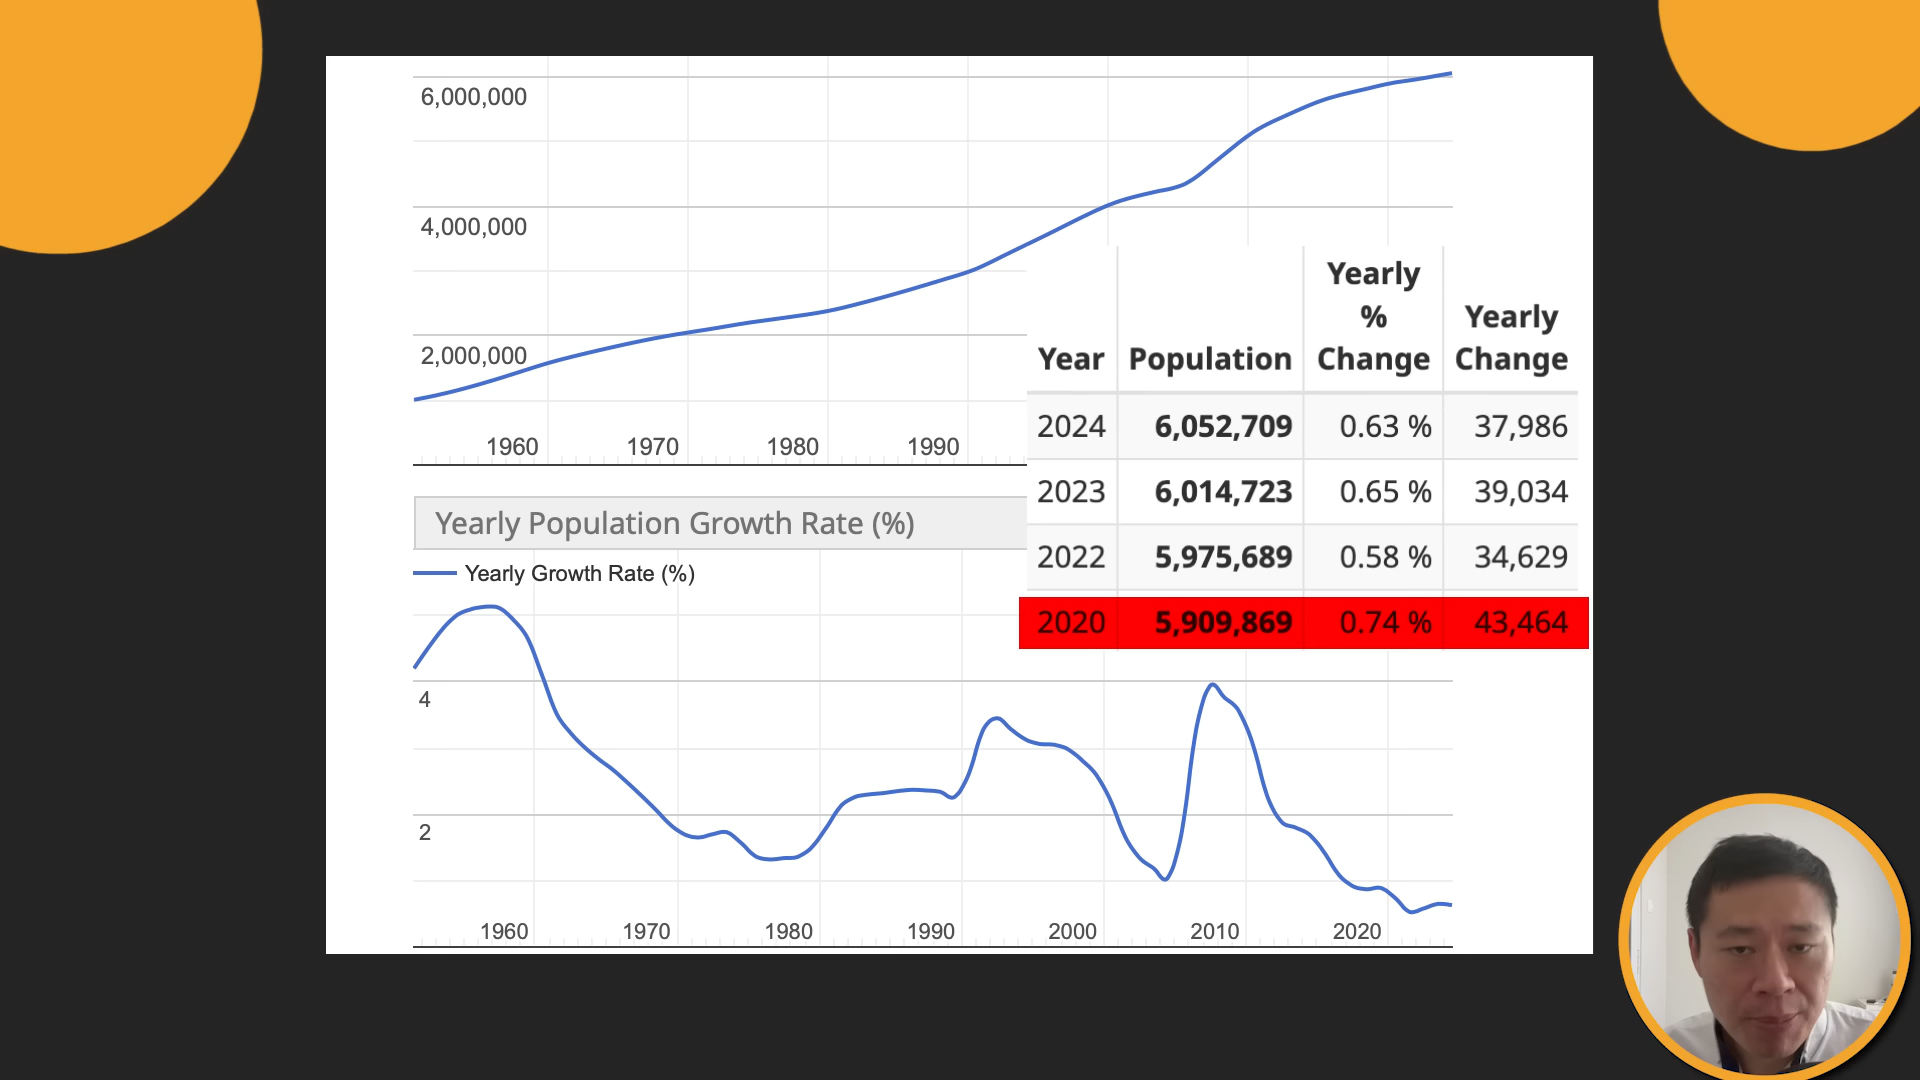 6,000,000
4,000,000
2,000,000
1960 1970 1980 1990
Yearly
%
Yearly
Year Population Change Change
2024 6,052,709 0.63 % 37,986
2023 6,014,723 0.65 % 39,034
2022 5,975,689 0.58 % 34,629
2020 5,909,869 0.74 % 43,464
Yearly Population Growth Rate (%)
Yearly Growth Rate (%)
4
2
1960 1970 1980 1990 2000 2010 2020